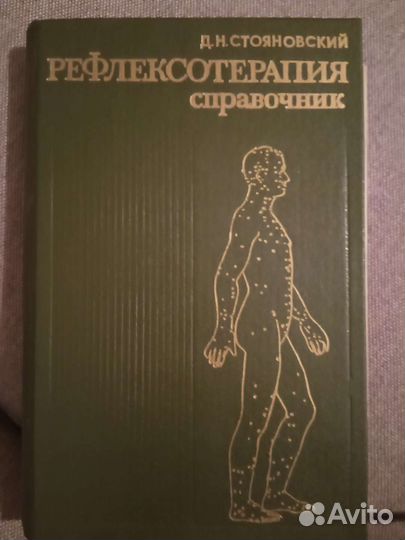 Д.Н.СТОЯНОВСКИЙ
РЕФЛЕКСОТЕРАПИЯ
справочник
Avito